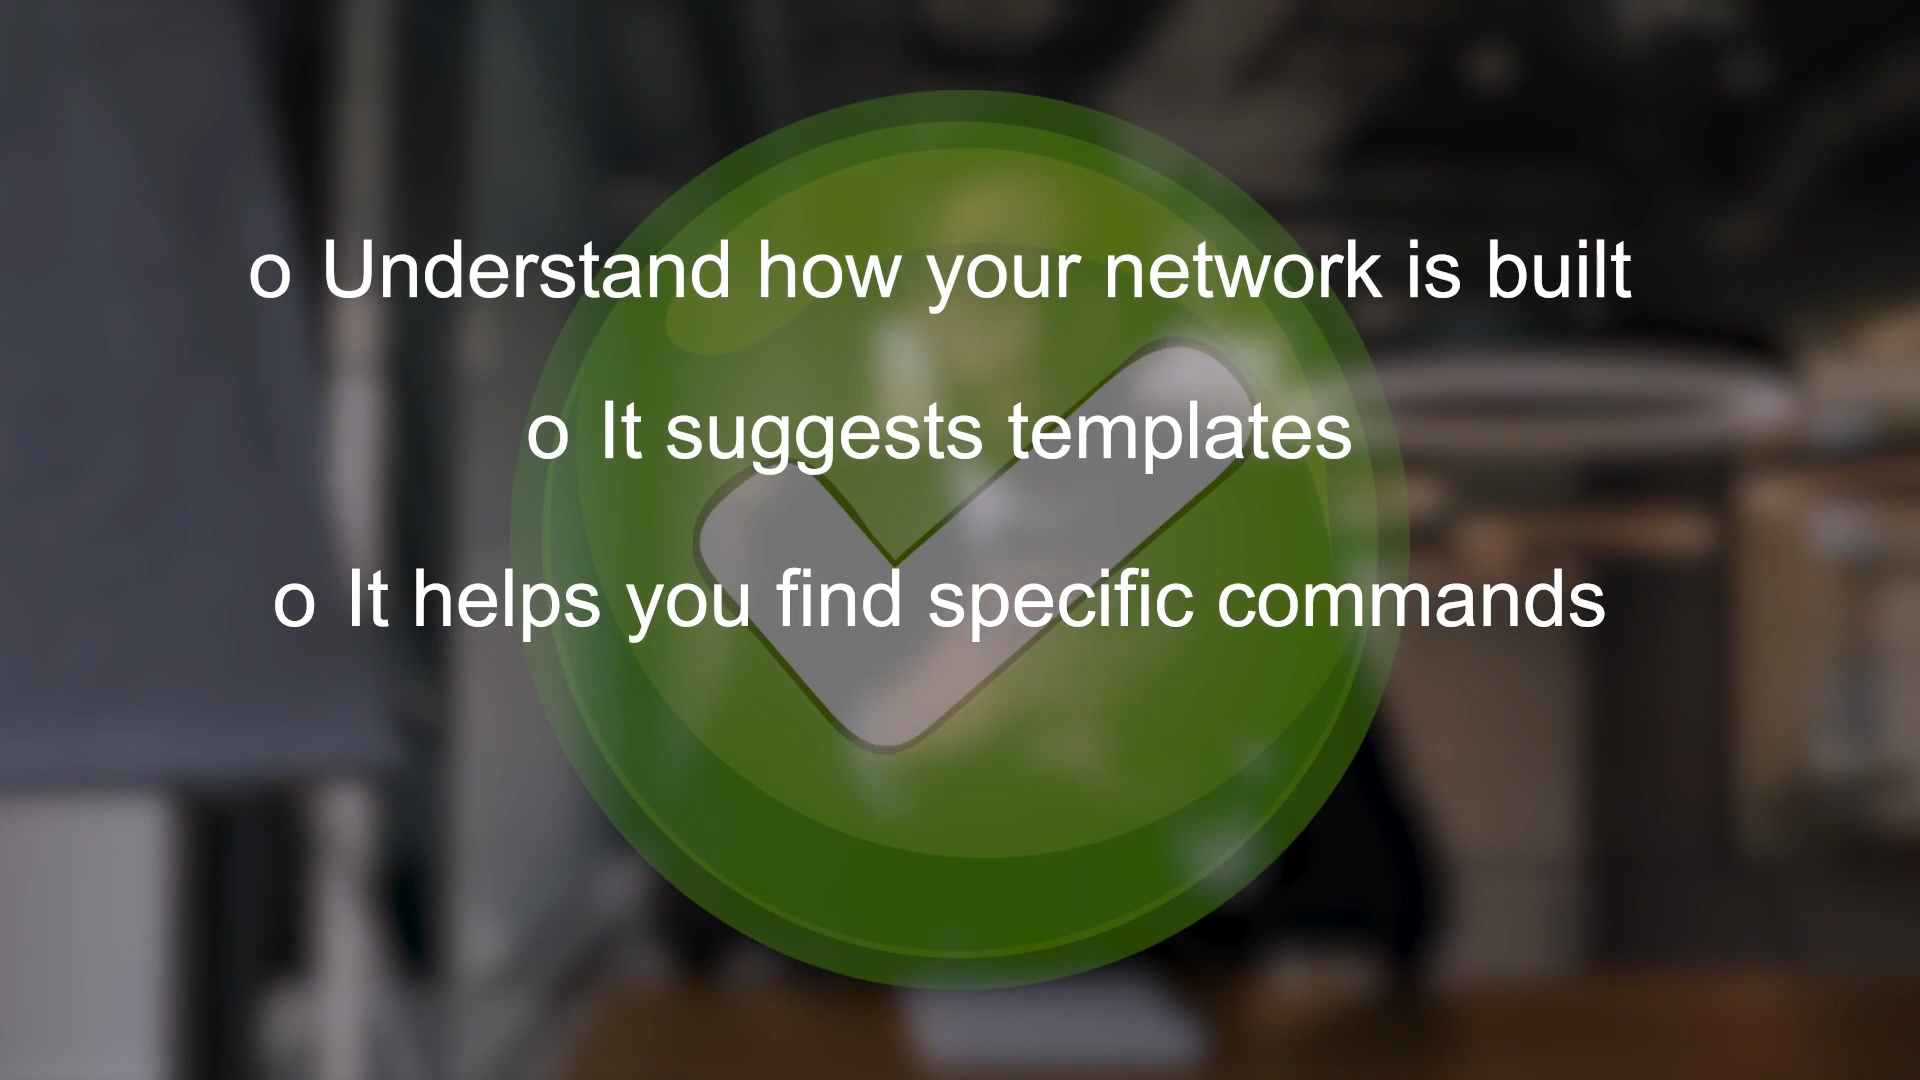 o Understand how your network is built
o It suggests templates
o It helps you find specific commands